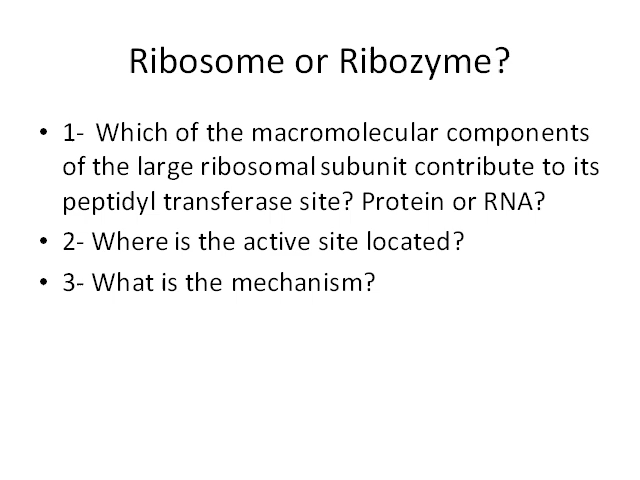 Ribosome or Ribozyme?
• 1- Which of the macromolecular components
of the large ribosomal subunit contribute to its
peptidyl transferase site? Protein or RNA?
• 2- Where is the active site located?
• 3- What is the mechanism?